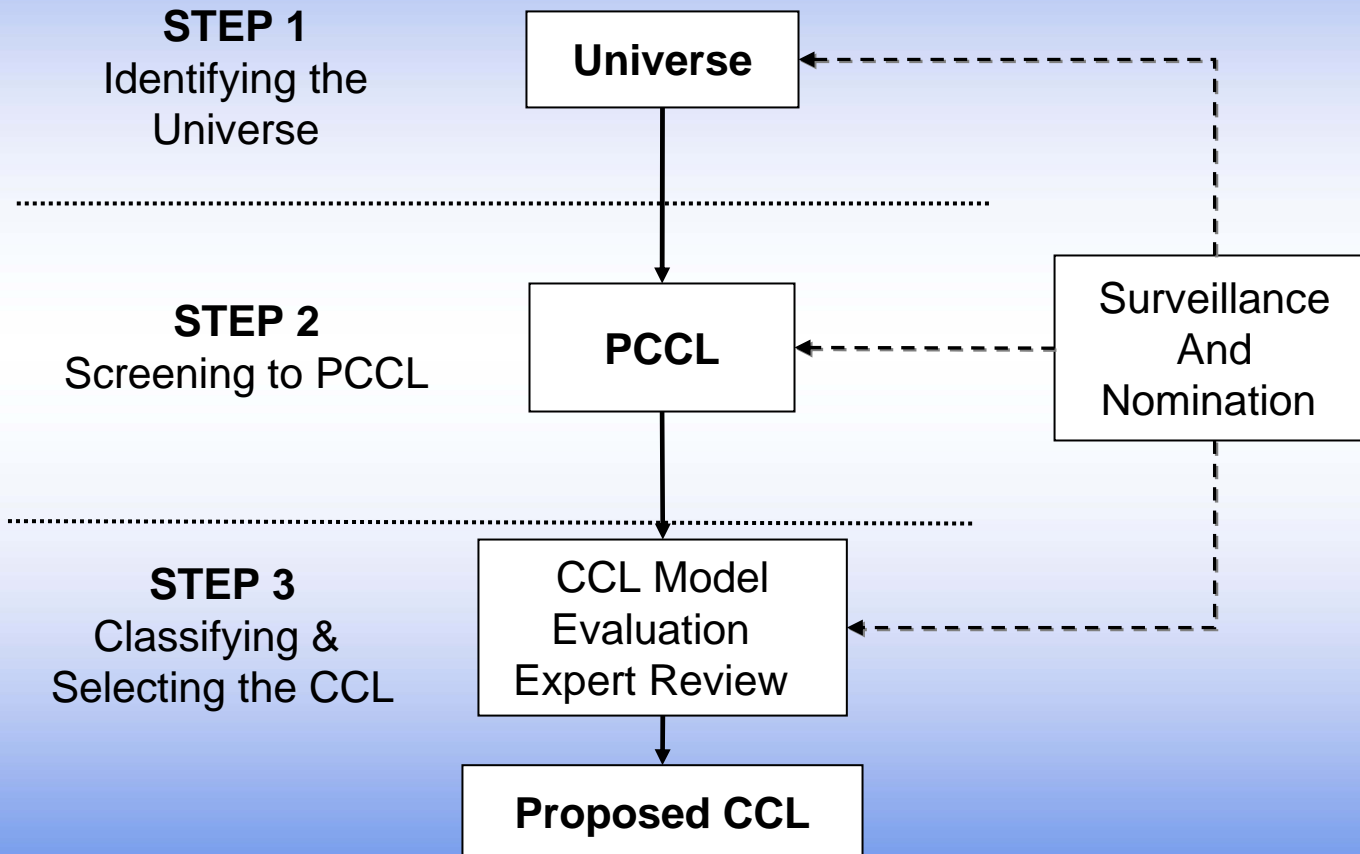 STEP 1
Identifying the
Universe
Universe
STEP 2
Screening to PCCL
PCCL
Surveillance
And
Nomination
STEP 3
Classifying &
Selecting the CCL
CCL Model
Evaluation
Expert Review
Proposed CCL